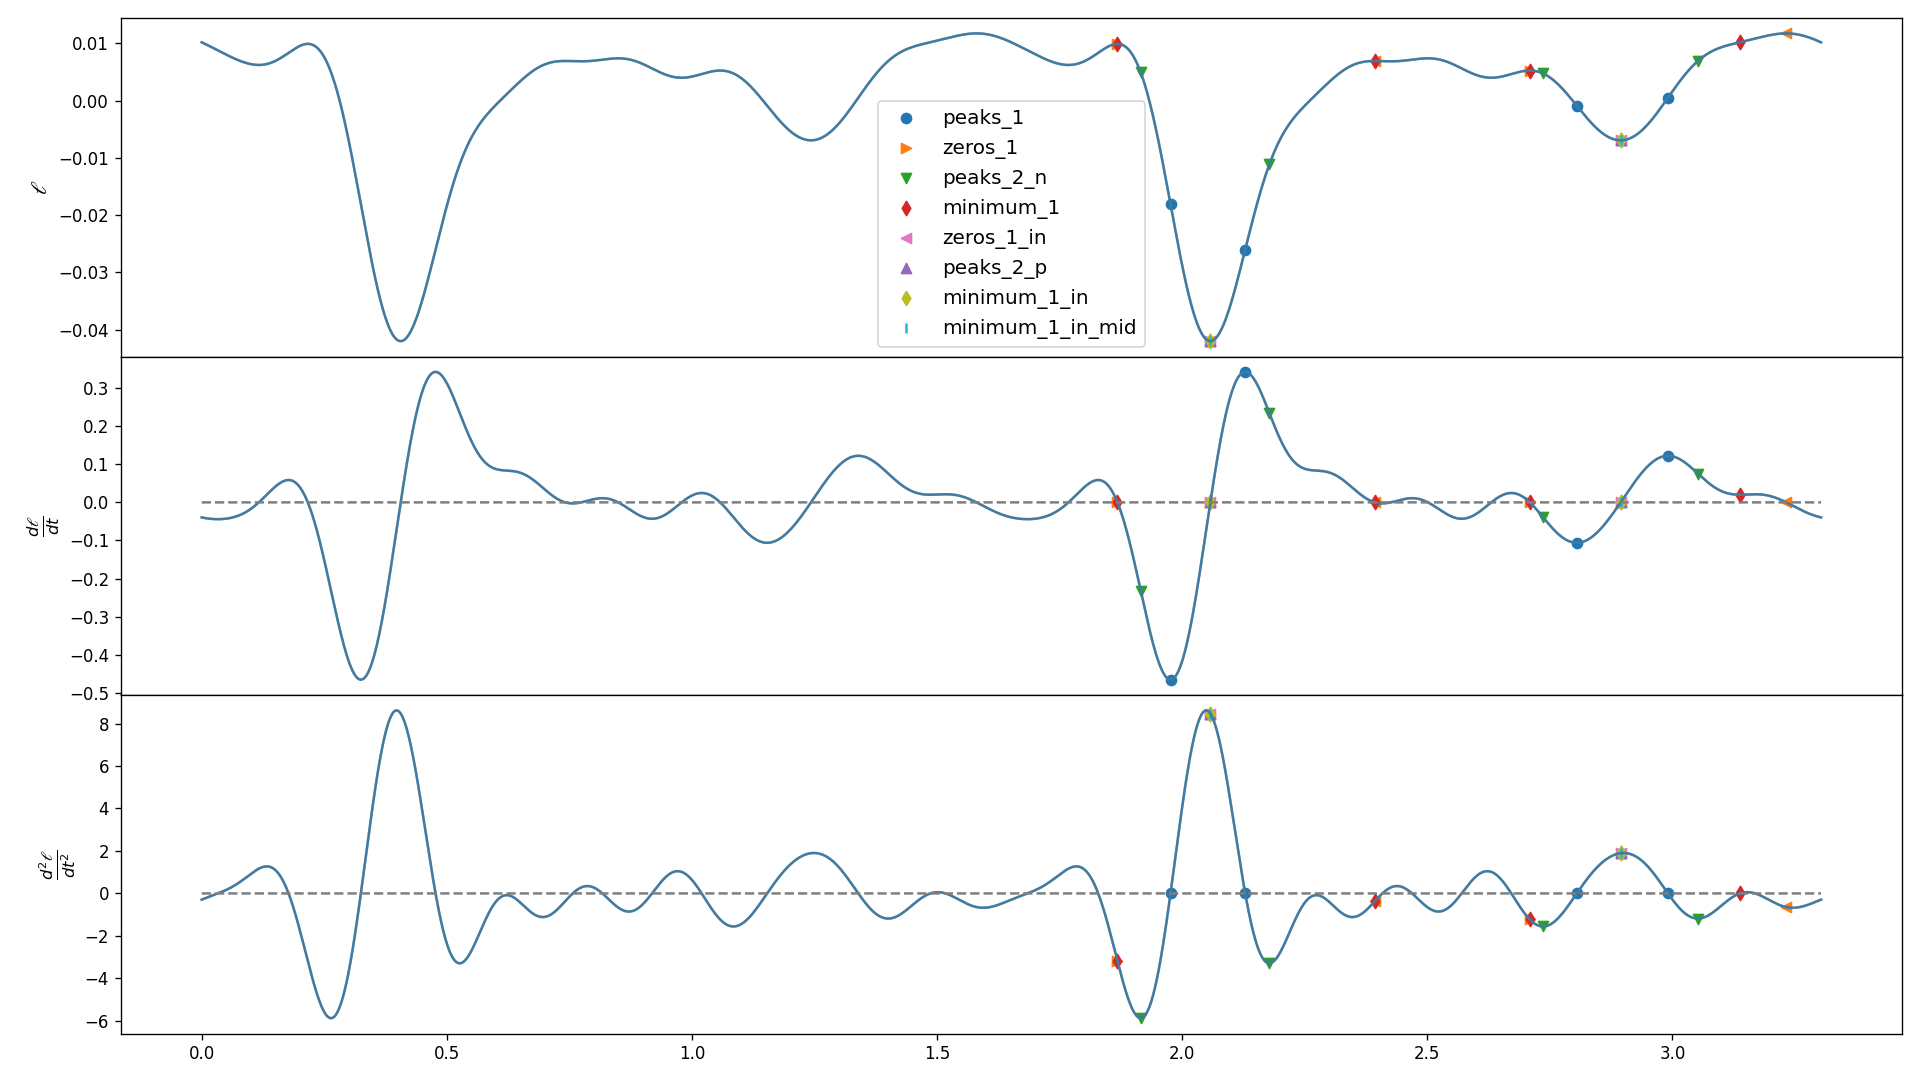 0.01
0.00
−0.01
−0.02
−0.03
−0.04
ℓ
peaks_1
zeros_1
peaks_2_n
minimum_1
zeros_1_in
peaks_2_p
minimum_1_in
minimum_1_in_mid
0.3
0.2
0.1
0.0
−0.1
−0.2
−0.3
−0.4
−0.5
dℓ
dt
8
6
4
2
0
−2
−4
−6
d²ℓ
dt²
0.0 0.5 1.0 1.5 2.0 2.5 3.0